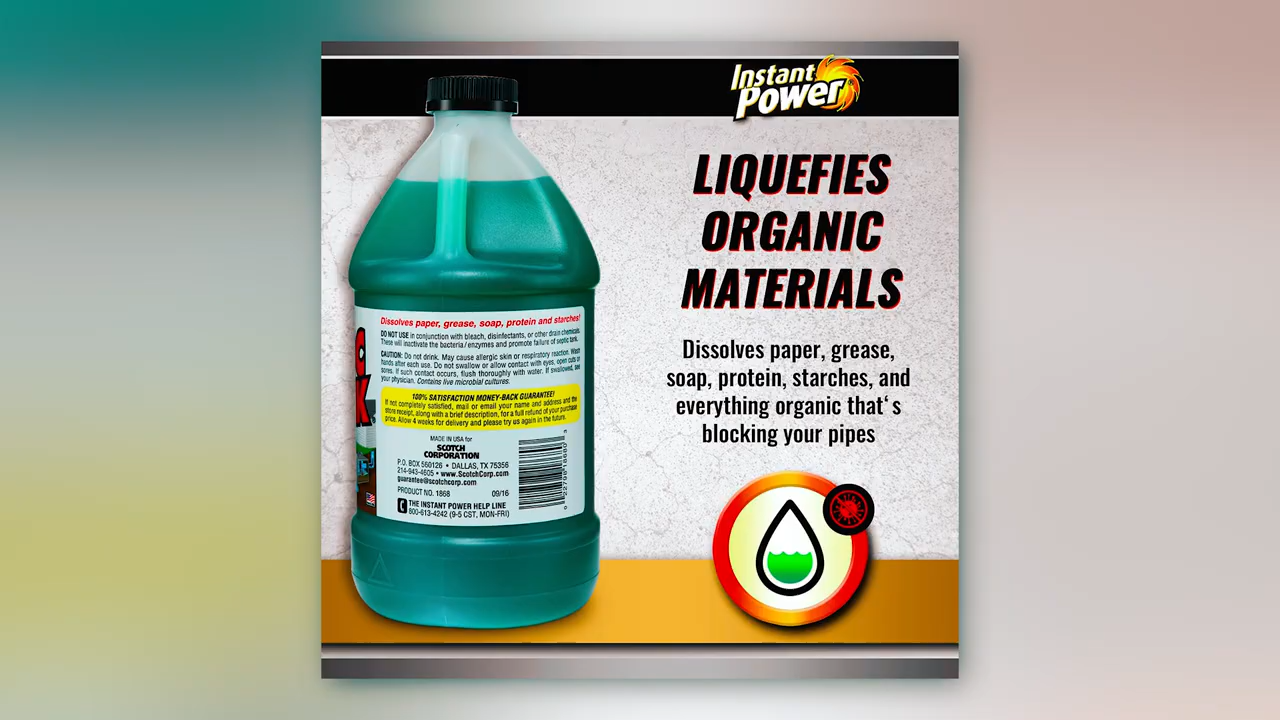 Instant
Power
LIQUEFIES
ORGANIC
MATERIALS
Dissolves paper, grease,
soap, protein, starches, and
everything organic that‘s
blocking your pipes
Dissolves paper, grease, soap, protein and starches!
DO NOT USE in conjunction with bleach, disinfectants, or other drain chemicals.
These will inactivate the bacteria/enzymes and promote failure of septic tank.
CAUTION: Do not drink. May cause allergic skin or respiratory reaction. Wash
hands after each use. Do not swallow or allow contact with eyes, open cuts or
sores. If such contact occurs, flush thoroughly with water. If swallowed, see
your physician. Contains live microbial cultures.
100% SATISFACTION MONEY-BACK GUARANTEE!
If not completely satisfied, mail or email your name and address and the
store receipt, along with a brief description, for a full refund of your purchase
price. Allow 4 weeks for delivery and please try us again in the future.
MADE IN USA for
SCOTCH
CORPORATION
P.O. BOX 560126 • DALLAS, TX 75356
214-943-4605 • www.ScotchCorp.com
guarantee@scotchcorp.com
PRODUCT NO. 1868 09/16
THE INSTANT POWER HELP LINE
800-613-4242 (9-5 CST, MON-FRI)